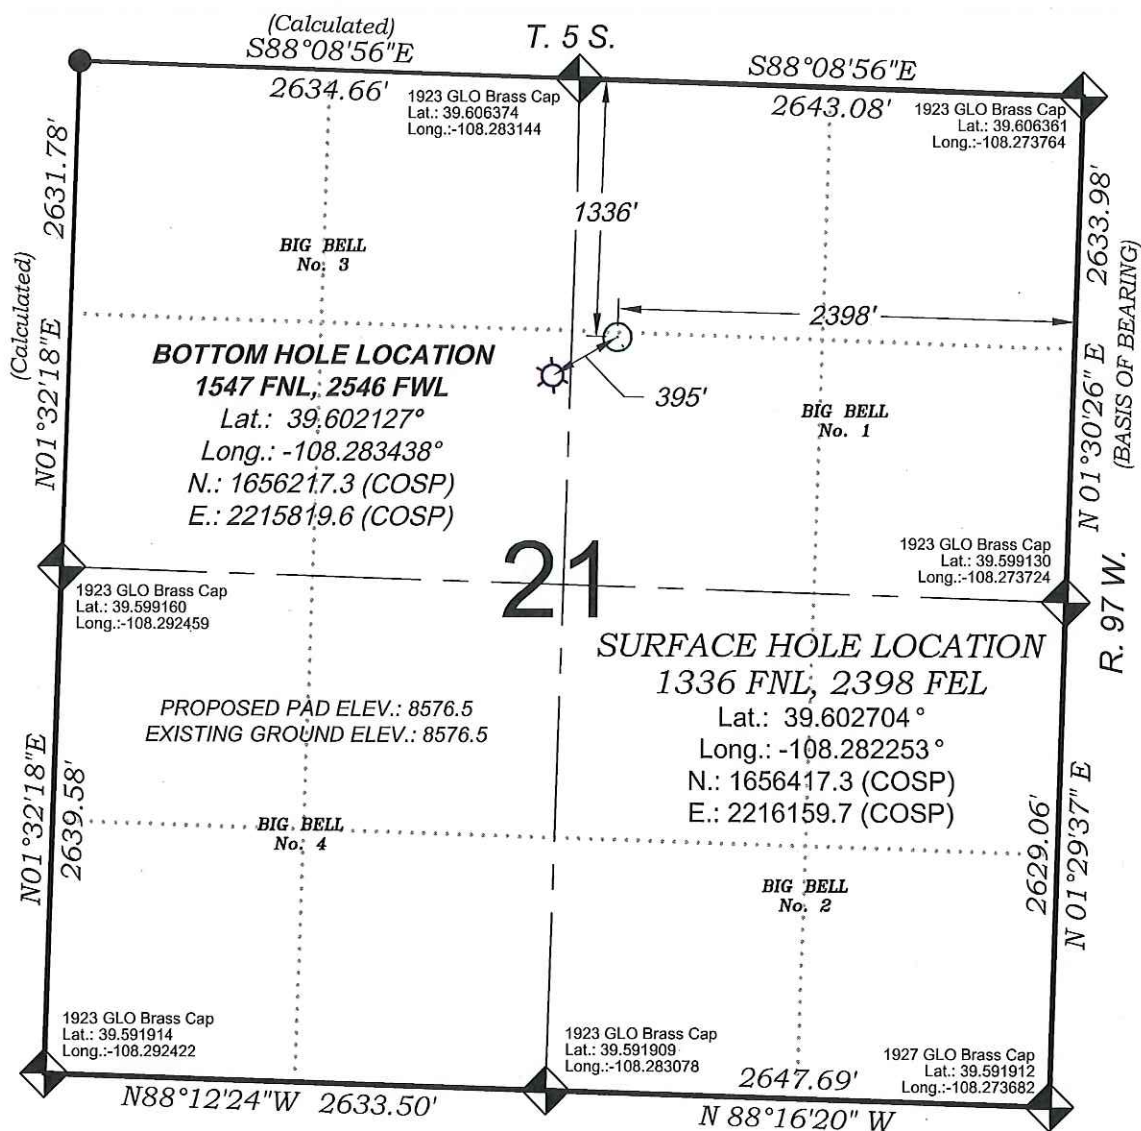 (Calculated)
S88°08'56"E
T. 5 S.
S88°08'56"E
2634.66'
2643.08'
1923 GLO Brass Cap
Lat.: 39.606374
Long.:-108.283144
1923 GLO Brass Cap
Lat.: 39.606361
Long.:-108.273764
2631.78'
(Calculated)
N01°32'18"E
2633.98'
N 01°30'26" E
(BASIS OF BEARING)
1336'
BIG BELL
No. 3
2398'
BOTTOM HOLE LOCATION
1547 FNL, 2546 FWL
Lat.: 39.602127°
Long.: -108.283438°
N.: 1656217.3 (COSP)
E.: 2215819.6 (COSP)
395'
BIG BELL
No. 1
21
1923 GLO Brass Cap
Lat.: 39.599130
Long.:-108.273724
1923 GLO Brass Cap
Lat.: 39.599160
Long.:-108.292459
R. 97 W.
SURFACE HOLE LOCATION
1336 FNL, 2398 FEL
Lat.: 39.602704°
Long.: -108.282253°
N.: 1656417.3 (COSP)
E.: 2216159.7 (COSP)
PROPOSED PAD ELEV.: 8576.5
EXISTING GROUND ELEV.: 8576.5
N01°32'18"E
2639.58'
BIG BELL
No. 4
BIG BELL
No. 2
2629.06'
N 01°29'37" E
1923 GLO Brass Cap
Lat.: 39.591914
Long.:-108.292422
1923 GLO Brass Cap
Lat.: 39.591909
Long.:-108.283078
1927 GLO Brass Cap
Lat.: 39.591912
Long.:-108.273682
N88°12'24"W 2633.50'
2647.69'
N 88°16'20" W